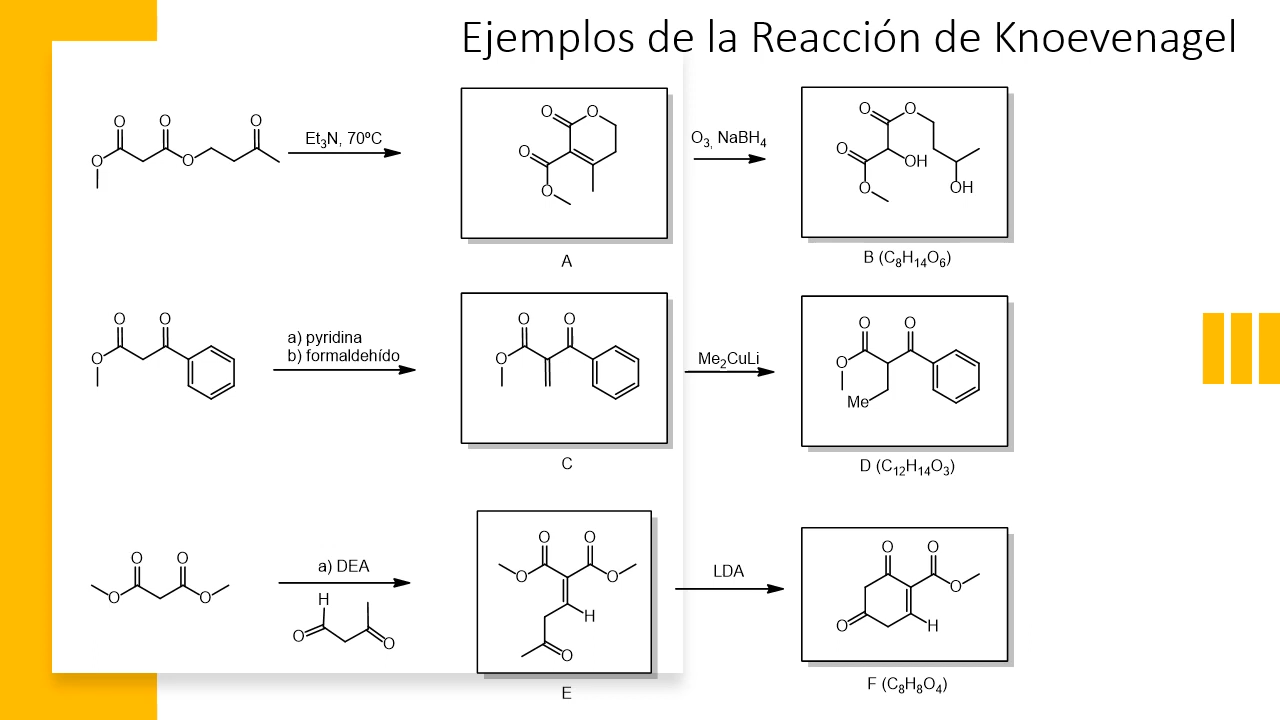 Ejemplos de la Reacción de Knoevenagel
O O O
O
O
Et₃N, 70ºC
O O
O
O
A
O₃, NaBH₄
O O
O
OH
O
OH
B (C₈H₁₄O₆)
O O
O
a) pyridina
b) formaldehído
O O
O
C
Me₂CuLi
O O
O
Me
D (C₁₂H₁₄O₃)
O O
O O
a) DEA
H
O
O
O O
O O
H
O
E
LDA
O O
O
O
H
F (C₈H₈O₄)